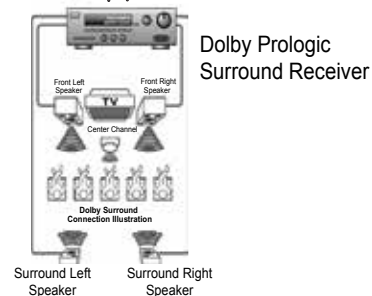 Dolby Prologic
Surround Receiver
Front Left
Speaker
Front Right
Speaker
TV
Center Channel
Dolby Surround
Connection Illustration
Surround Left
Speaker
Surround Right
Speaker